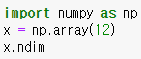 import numpy as np
x = np.array(12)
x.ndim